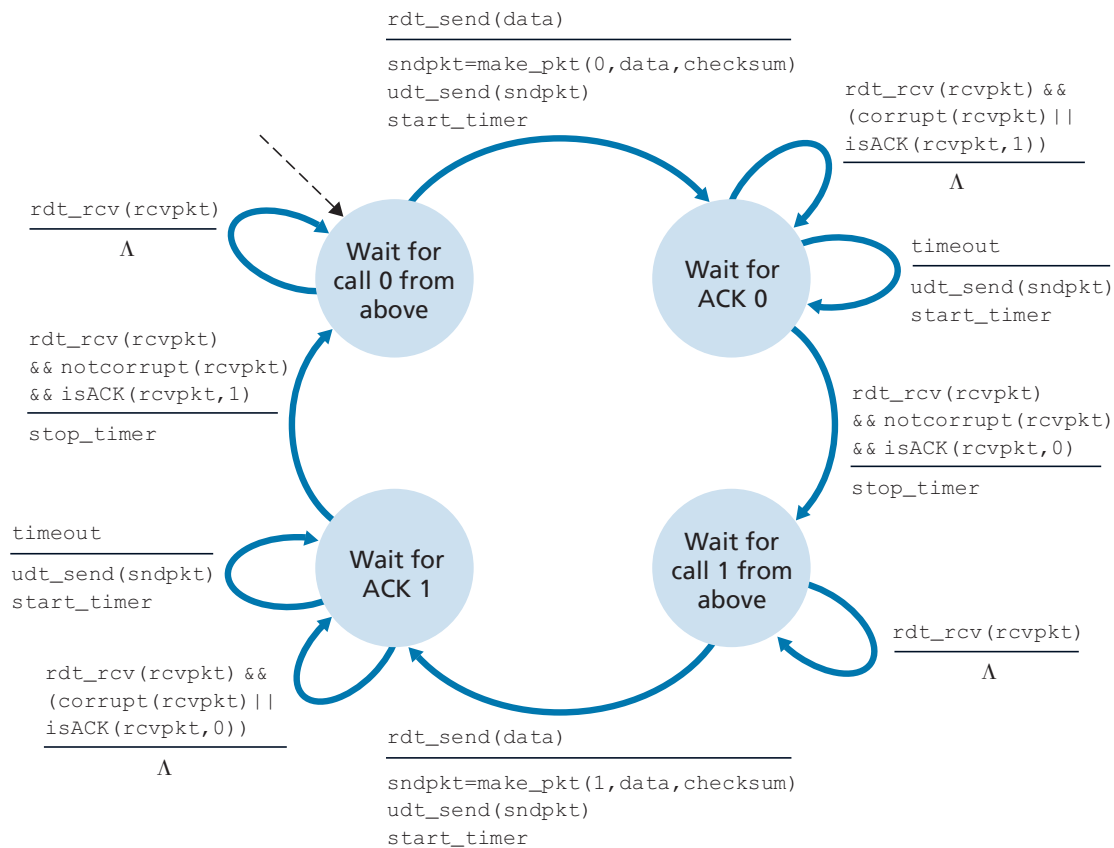 rdt_send(data)
sndpkt=make_pkt(0,data,checksum)
udt_send(sndpkt)
start_timer
rdt_rcv(rcvpkt) &&
(corrupt(rcvpkt)||
isACK(rcvpkt,1))
Λ
rdt_rcv(rcvpkt)
Λ
Wait for
call 0 from
above
Wait for
ACK 0
timeout
udt_send(sndpkt)
start_timer
rdt_rcv(rcvpkt)
&& notcorrupt(rcvpkt)
&& isACK(rcvpkt,1)
stop_timer
rdt_rcv(rcvpkt)
&& notcorrupt(rcvpkt)
&& isACK(rcvpkt,0)
stop_timer
timeout
udt_send(sndpkt)
start_timer
Wait for
ACK 1
Wait for
call 1 from
above
rdt_rcv(rcvpkt)
Λ
rdt_rcv(rcvpkt) &&
(corrupt(rcvpkt)||
isACK(rcvpkt,0))
Λ
rdt_send(data)
sndpkt=make_pkt(1,data,checksum)
udt_send(sndpkt)
start_timer